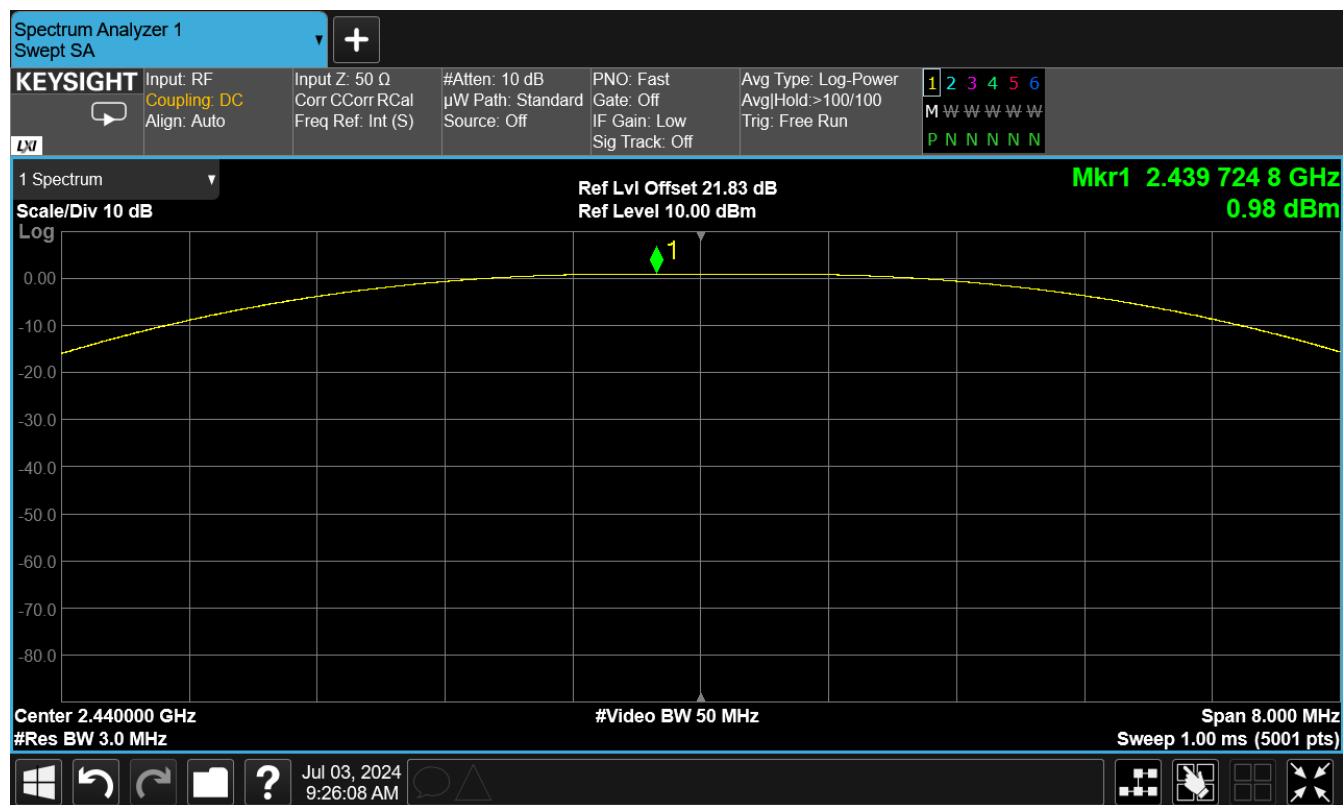 Spectrum Analyzer 1
Swept SA
KEYSIGHT
LXI
Input: RF
Coupling: DC
Align: Auto
Input Z: 50 Ω
Corr CCorr RCal
Freq Ref: Int (S)
#Atten: 10 dB
µW Path: Standard
Source: Off
PNO: Fast
Gate: Off
IF Gain: Low
Sig Track: Off
Avg Type: Log-Power
Avg|Hold:>100/100
Trig: Free Run
1 2 3 4 5 6
M W W W W W
P N N N N N
1 Spectrum
Scale/Div 10 dB
Log
Ref Lvl Offset 21.83 dB
Ref Level 10.00 dBm
Mkr1 2.439 724 8 GHz
0.98 dBm
1
0.00
-10.0
-20.0
-30.0
-40.0
-50.0
-60.0
-70.0
-80.0
Center 2.440000 GHz
#Res BW 3.0 MHz
#Video BW 50 MHz
Span 8.000 MHz
Sweep 1.00 ms (5001 pts)
?
Jul 03, 2024
9:26:08 AM